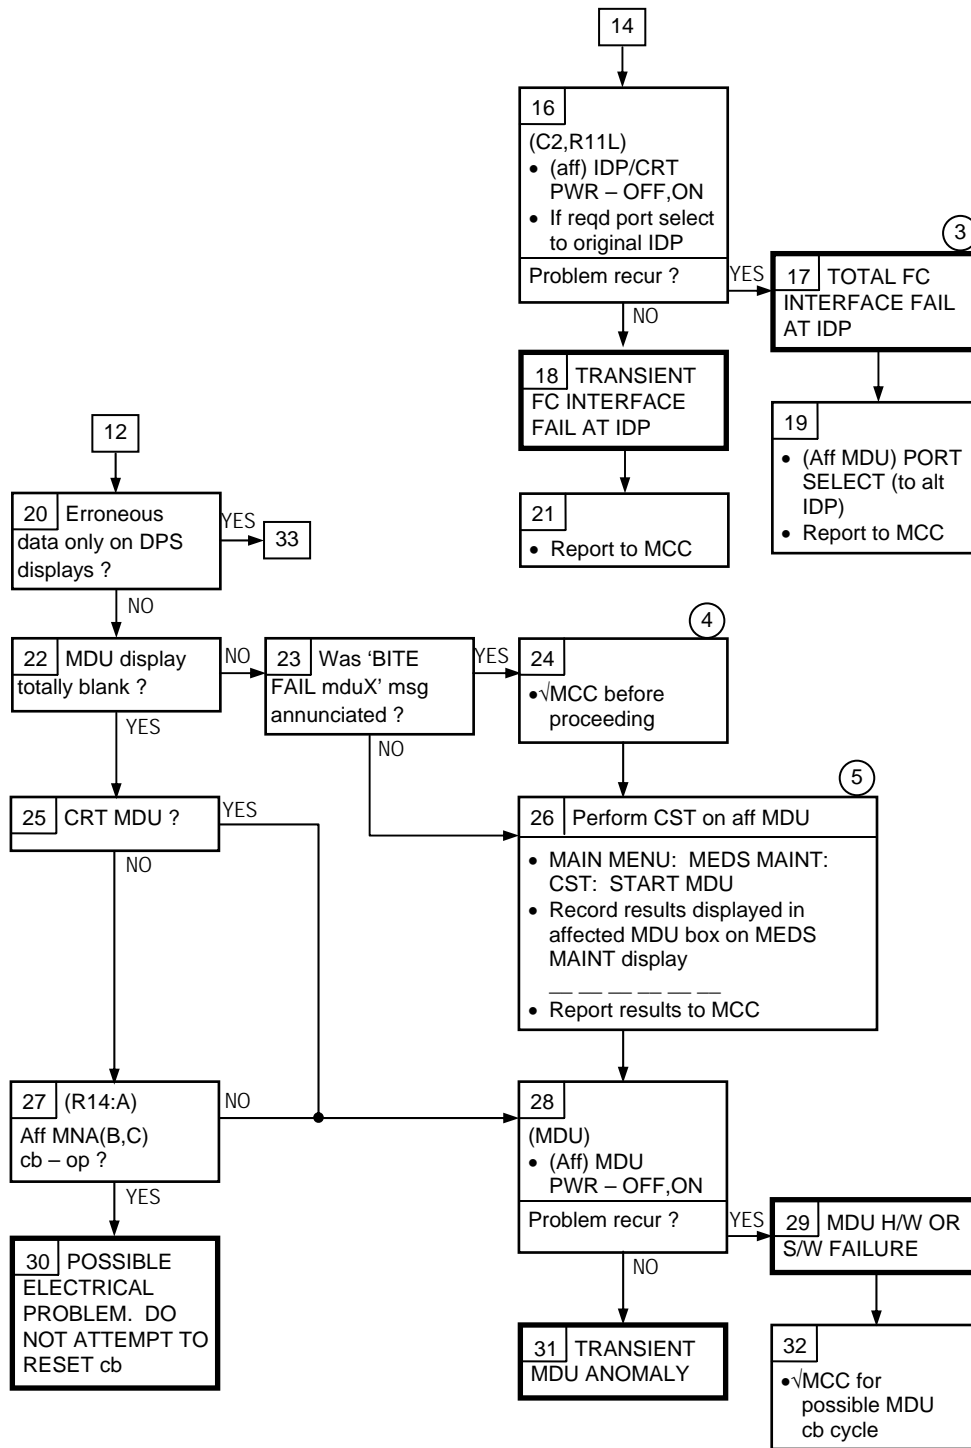 14
16
(C2,R11L)
• (aff) IDP/CRT
PWR – OFF,ON
• If reqd port select
to original IDP
Problem recur ?
YES
NO
3
17 TOTAL FC
INTERFACE FAIL
AT IDP
18 TRANSIENT
FC INTERFACE
FAIL AT IDP
19
• (Aff MDU) PORT
SELECT (to alt
IDP)
• Report to MCC
21
• Report to MCC
12
20 Erroneous
data only on DPS
displays ?
YES
33
NO
22 MDU display
totally blank ?
NO
YES
23 Was ‘BITE
FAIL mduX’ msg
annunciated ?
YES
NO
4
24
•√MCC before
proceeding
25 CRT MDU ?
YES
NO
5
26 Perform CST on aff MDU
• MAIN MENU: MEDS MAINT:
CST: START MDU
• Record results displayed in
affected MDU box on MEDS
MAINT display
__ __ __ __ __ __
• Report results to MCC
27 (R14:A)
Aff MNA(B,C)
cb – op ?
NO
YES
28
(MDU)
• (Aff) MDU
PWR – OFF,ON
Problem recur ?
YES
NO
29 MDU H/W OR
S/W FAILURE
30 POSSIBLE
ELECTRICAL
PROBLEM. DO
NOT ATTEMPT TO
RESET cb
31 TRANSIENT
MDU ANOMALY
32
•√MCC for
possible MDU
cb cycle